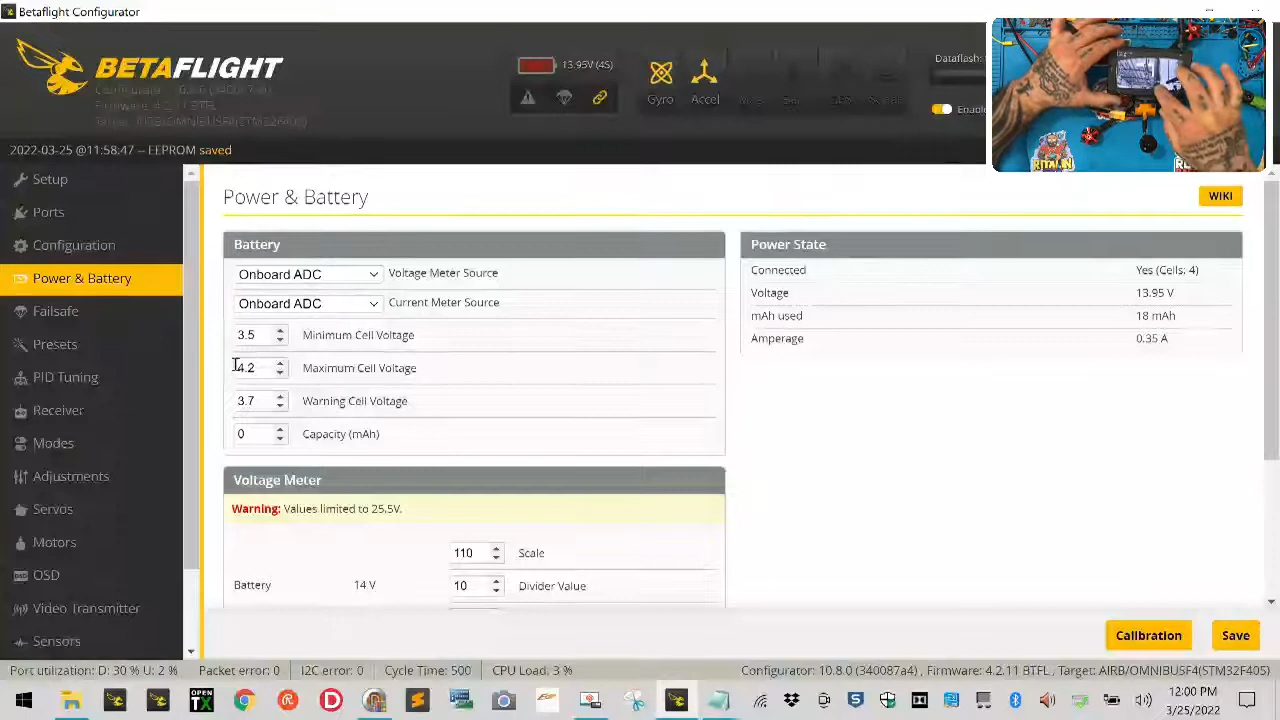 Betaflight Configurator
BETAFLIGHT
13.95V (4S)
Gyro
Accel
Dataflash:
Enable
2022-03-25 @11:58:47 -- EEPROM saved
Setup
Ports
Configuration
Power & Battery
Failsafe
Presets
PID Tuning
Receiver
Modes
Adjustments
Servos
Motors
OSD
Video Transmitter
Sensors
Power & Battery
WIKI
Battery
Onboard ADC Voltage Meter Source
Onboard ADC Current Meter Source
3.5 Minimum Cell Voltage
4.2 Maximum Cell Voltage
3.7 Warning Cell Voltage
0 Capacity (mAh)
Power State
Connected Yes (Cells: 4)
Voltage 13.95 V
mAh used 18 mAh
Amperage 0.35 A
Voltage Meter
Warning: Values limited to 25.5V.
110 Scale
Battery 14 V 10 Divider Value
Calibration
Save
Port utilization: D: 30 % U: 2 % Packet error: 0 I2C error: 0 Cycle Time: 500 CPU Load: 3 % Configurator: 10.8.0 (340087a4), Firmware: 4.2.11 BTFL, Target: AIRB/OMNIBUSF4(STM32F405)
OPEN
TX
12:00 PM
3/25/2022